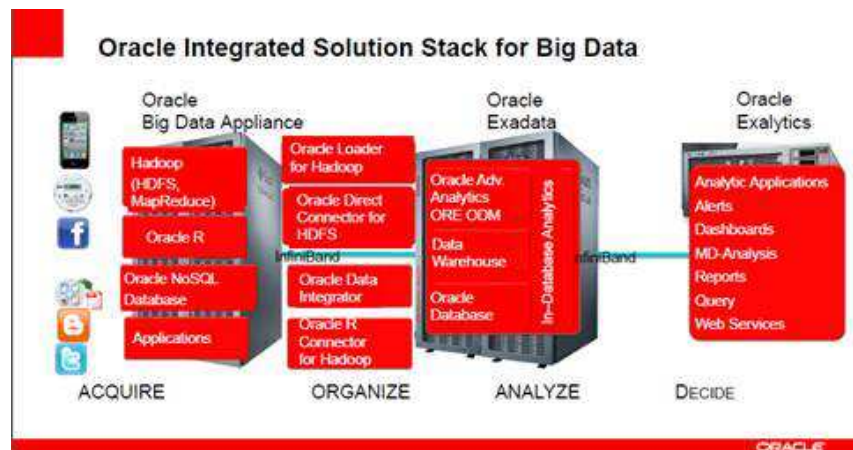 Oracle Integrated Solution Stack for Big Data
Oracle
Big Data Appliance
Oracle
Exadata
Oracle
Exalytics
Hadoop
(HDFS,
MapReduce)
Oracle R
Oracle NoSQL
Database
Applications
Oracle Loader
for Hadoop
Oracle Direct
Connector for
HDFS
InfiniBand
Oracle Data
Integrator
Oracle R
Connector
for Hadoop
Oracle Adv.
Analytics
ORE ODM
Data
Warehouse
Oracle
Database
In-Database Analytics
nfiniBand
Analytic Applications
Alerts
Dashboards
MD-Analysis
Reports
Query
Web Services
ACQUIRE
ORGANIZE
ANALYZE
DECIDE
ORACLE